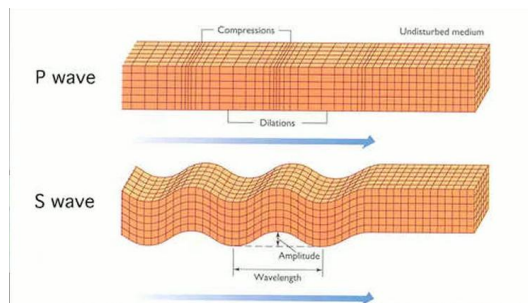 Compressions
Undisturbed medium
P wave
Dilations
S wave
Amplitude
Wavelength